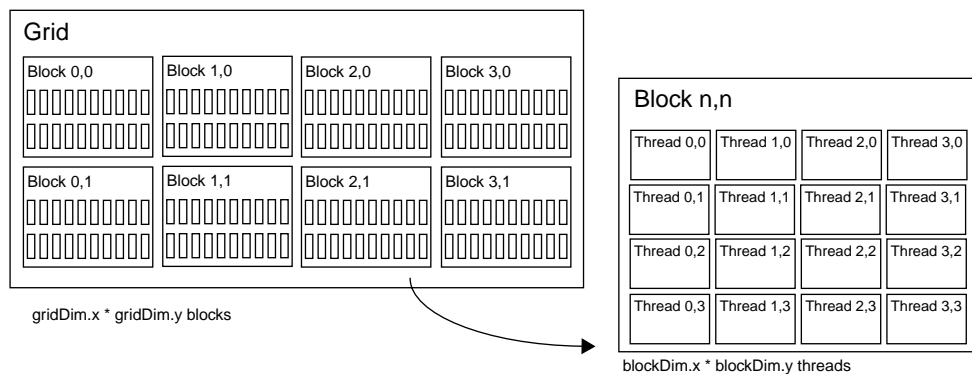 Grid
Block 0,0 Block 1,0 Block 2,0 Block 3,0
Block 0,1 Block 1,1 Block 2,1 Block 3,1
gridDim.x * gridDim.y blocks
Block n,n
Thread 0,0 Thread 1,0 Thread 2,0 Thread 3,0
Thread 0,1 Thread 1,1 Thread 2,1 Thread 3,1
Thread 0,2 Thread 1,2 Thread 2,2 Thread 3,2
Thread 0,3 Thread 1,3 Thread 2,3 Thread 3,3
blockDim.x * blockDim.y threads